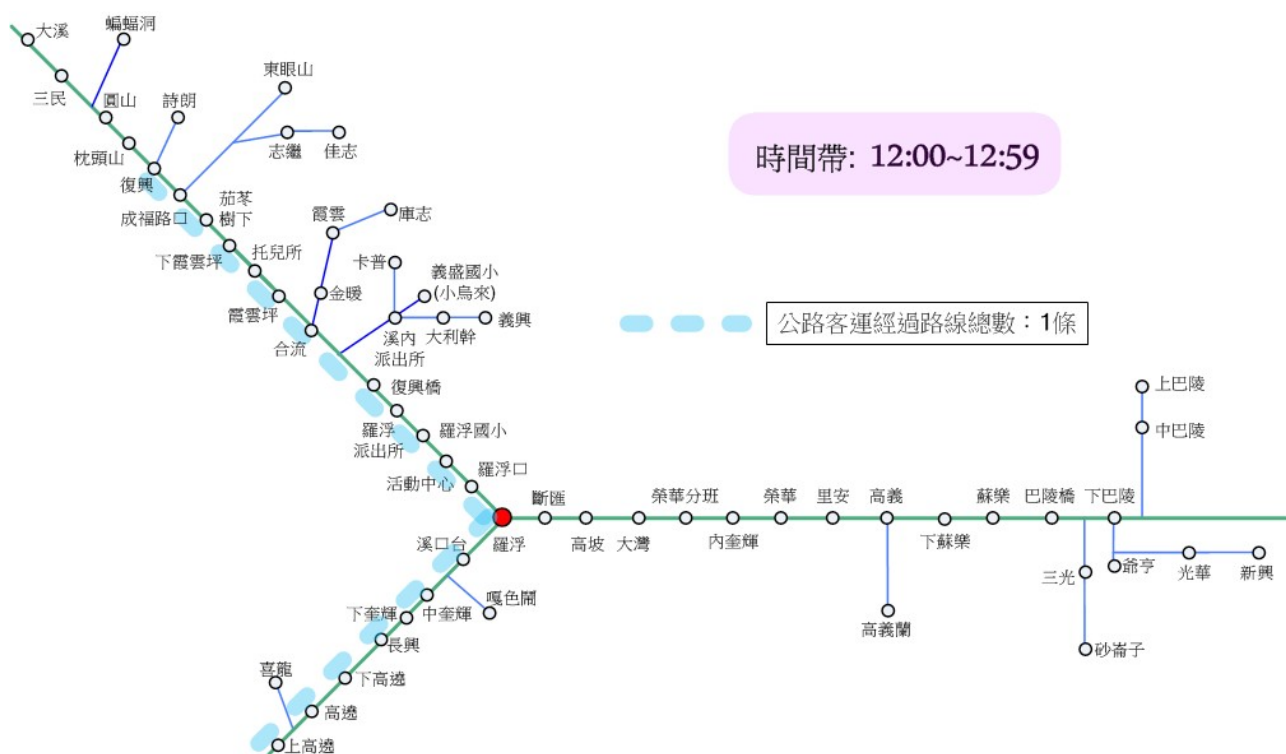 大溪
蝙蝠洞
三民
圓山
詩朗
東眼山
枕頭山
志繼
佳志
復興
時間帶: 12:00~12:59
成福路口
茄苳
樹下
霞雲
庫志
下霞雲坪
托兒所
卡普
義盛國小
(小烏來)
金暖
霞雲坪
合流
溪內
派出所
大利幹
義興
公路客運經過路線總數：1條
復興橋
羅浮
派出所
羅浮國小
活動中心
羅浮口
上巴陵
中巴陵
斷匯
榮華分班
榮華
里安
高義
蘇樂
巴陵橋
下巴陵
溪口台
羅浮
高坡
大灣
內奎輝
下蘇樂
三光
爺亨
光華
新興
下奎輝
中奎輝
嘎色鬧
高義蘭
砂崙子
長興
喜龍
下高遶
高遶
上高遶